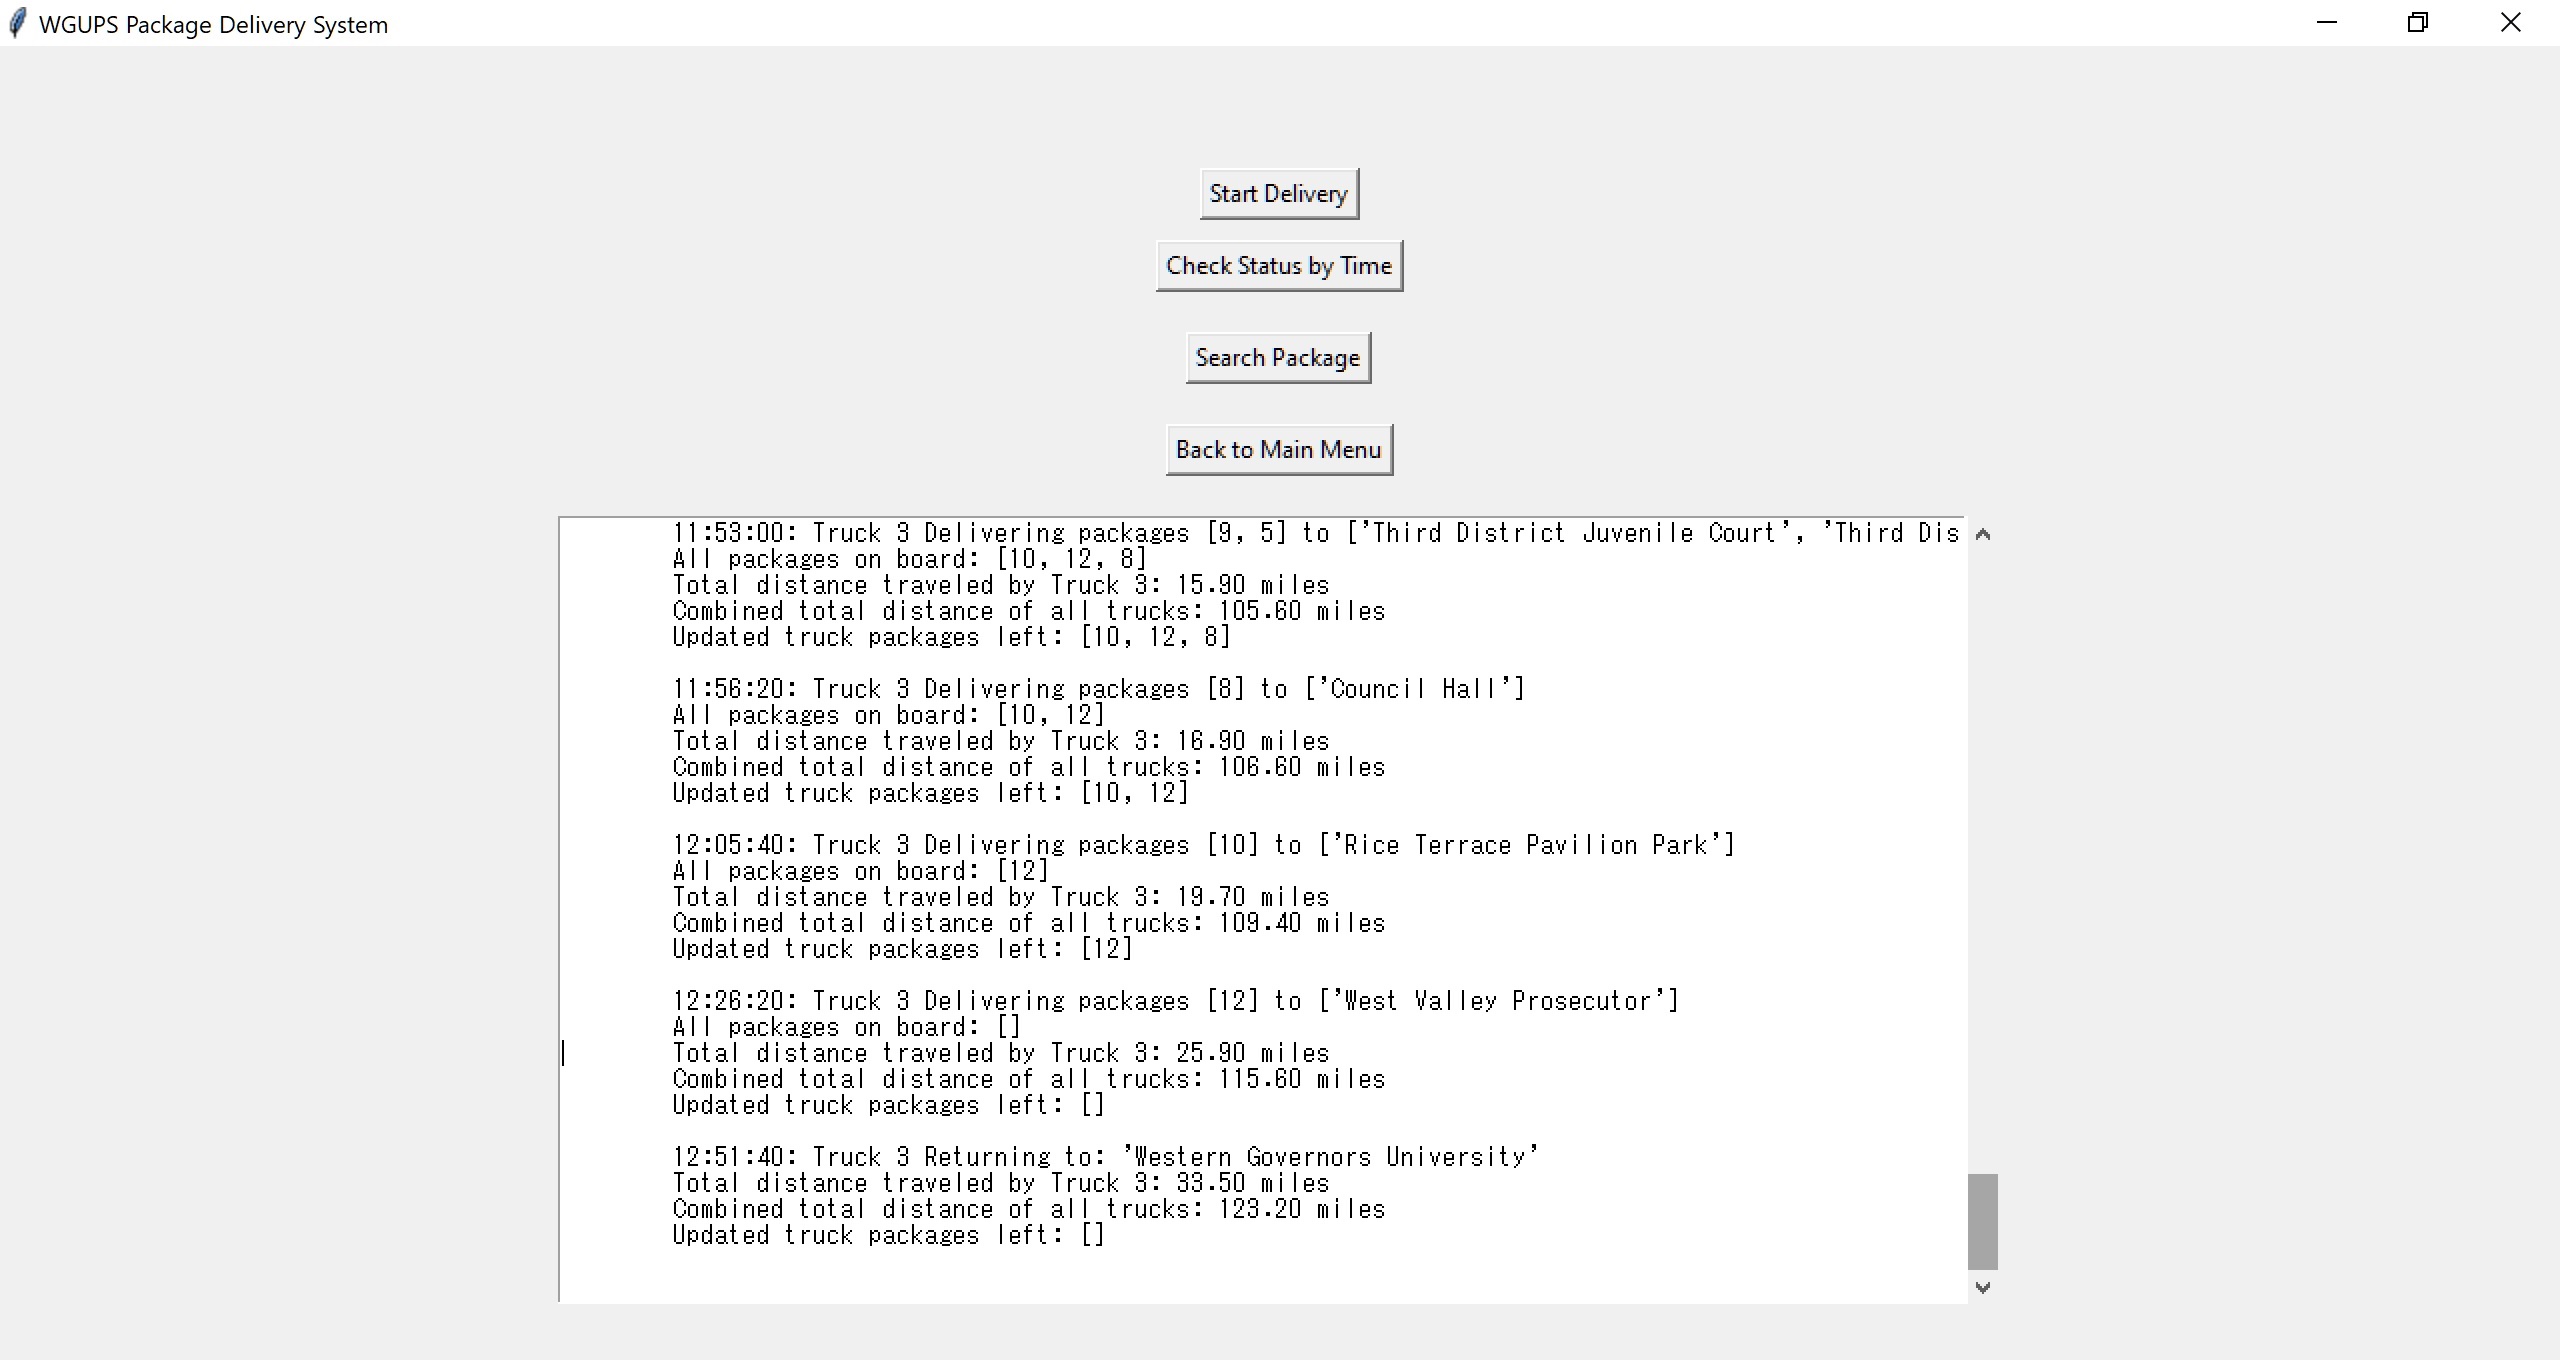 WGUPS Package Delivery System
Start Delivery
Check Status by Time
Search Package
Back to Main Menu
11:53:00: Truck 3 Delivering packages [9, 5] to ['Third District Juvenile Court', 'Third Dis
All packages on board: [10, 12, 8]
Total distance traveled by Truck 3: 15.90 miles
Combined total distance of all trucks: 105.60 miles
Updated truck packages left: [10, 12, 8]
11:56:20: Truck 3 Delivering packages [8] to ['Council Hall']
All packages on board: [10, 12]
Total distance traveled by Truck 3: 16.90 miles
Combined total distance of all trucks: 106.60 miles
Updated truck packages left: [10, 12]
12:05:40: Truck 3 Delivering packages [10] to ['Rice Terrace Pavilion Park']
All packages on board: [12]
Total distance traveled by Truck 3: 19.70 miles
Combined total distance of all trucks: 109.40 miles
Updated truck packages left: [12]
12:26:20: Truck 3 Delivering packages [12] to ['West Valley Prosecutor']
All packages on board: []
Total distance traveled by Truck 3: 25.90 miles
Combined total distance of all trucks: 115.60 miles
Updated truck packages left: []
12:51:40: Truck 3 Returning to: 'Western Governors University'
Total distance traveled by Truck 3: 33.50 miles
Combined total distance of all trucks: 123.20 miles
Updated truck packages left: []